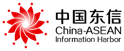 中国东信
China-ASEAN
Information Harbor